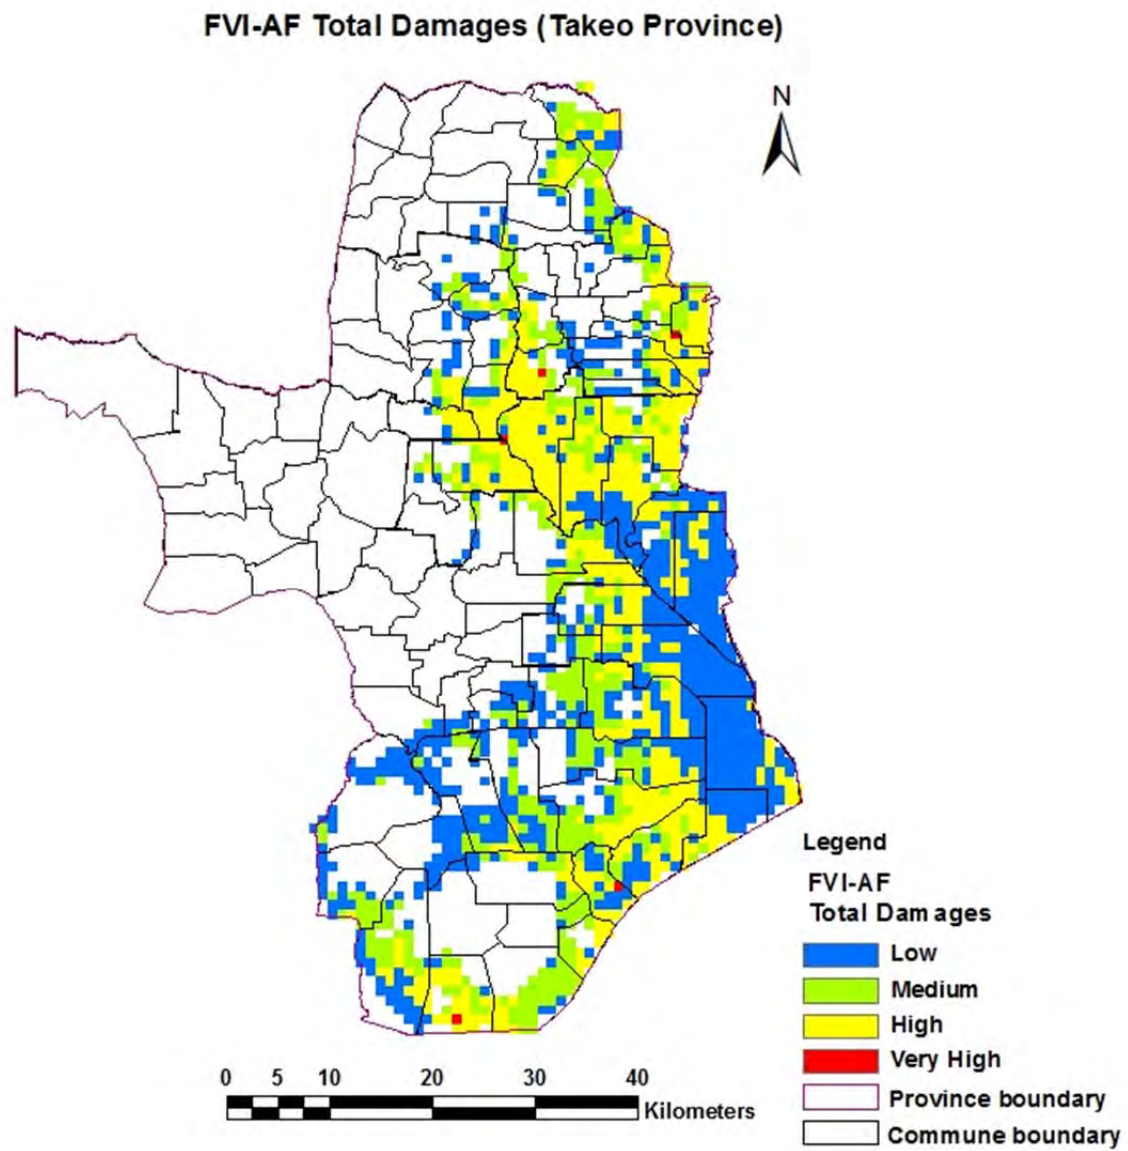 FVI-AF Total Damages (Takeo Province)
N
Legend
FVI-AF
Total Damages
Low
Medium
High
Very High
Province boundary
Commune boundary
0 5 10 20 30 40
Kilometers